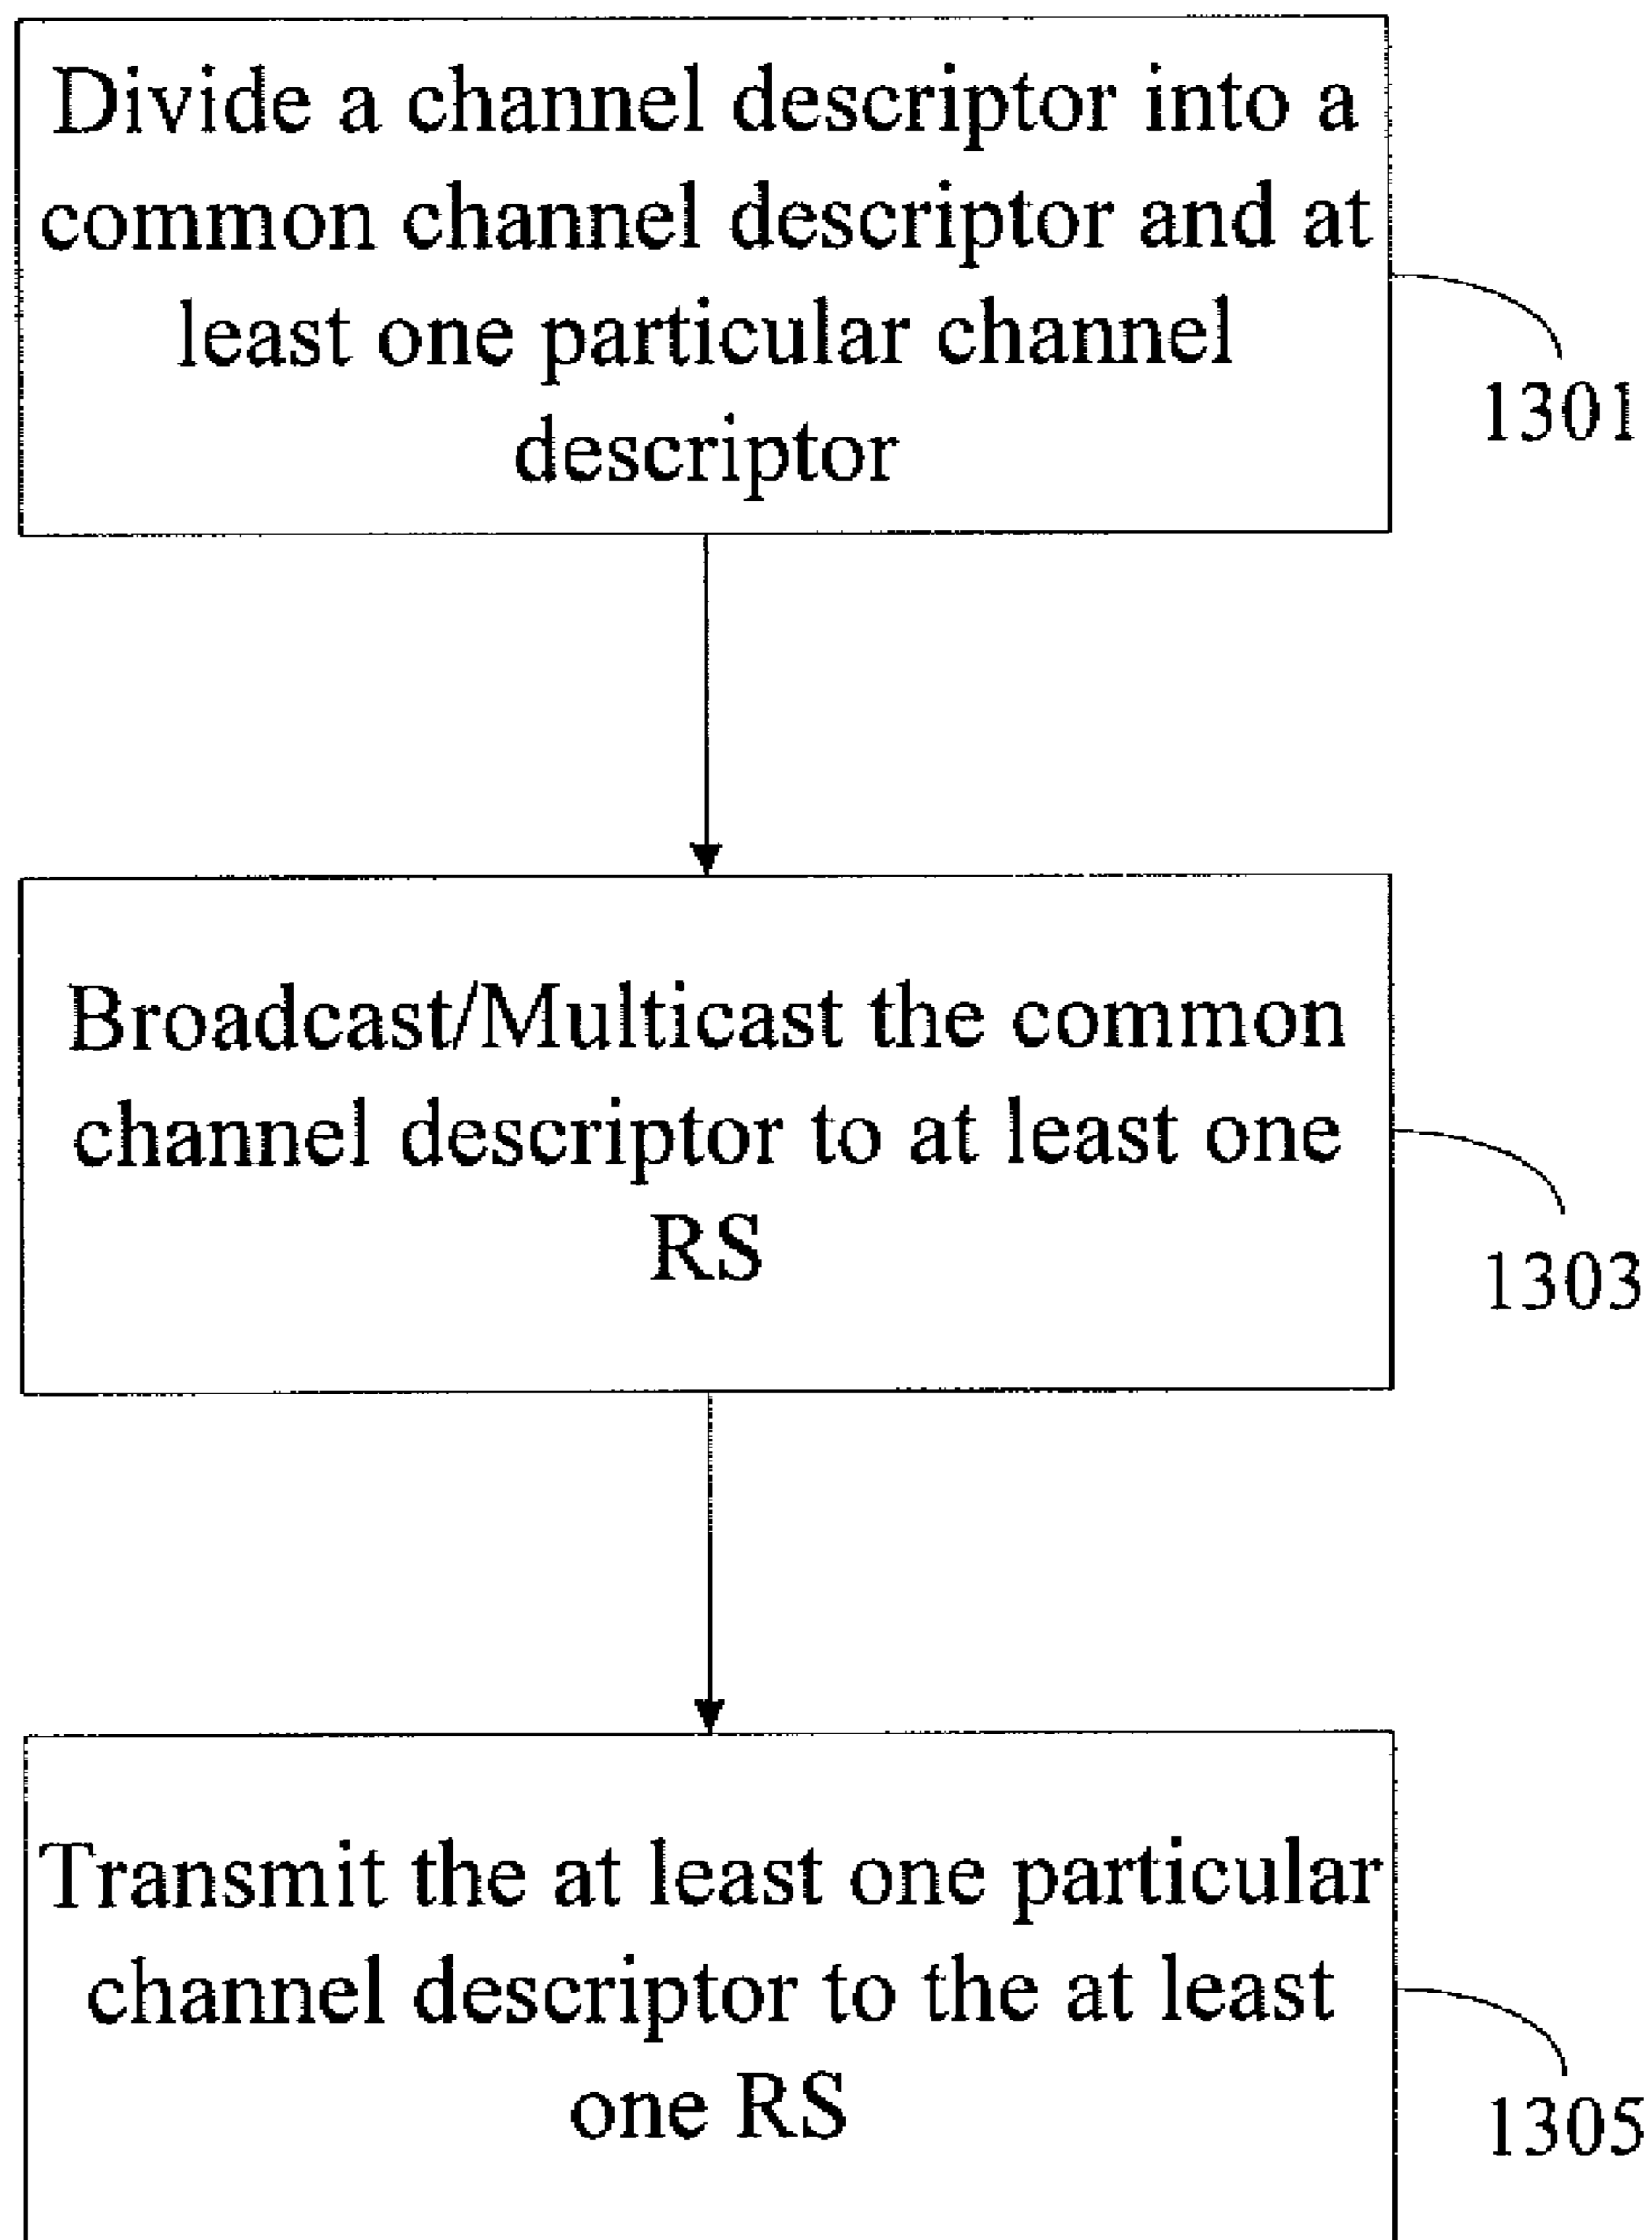 Divide a channel descriptor into a
common channel descriptor and at
least one particular channel
descriptor
1301
Broadcast/Multicast the common
channel descriptor to at least one
RS
1303
Transmit the at least one particular
channel descriptor to the at least
one RS
1305